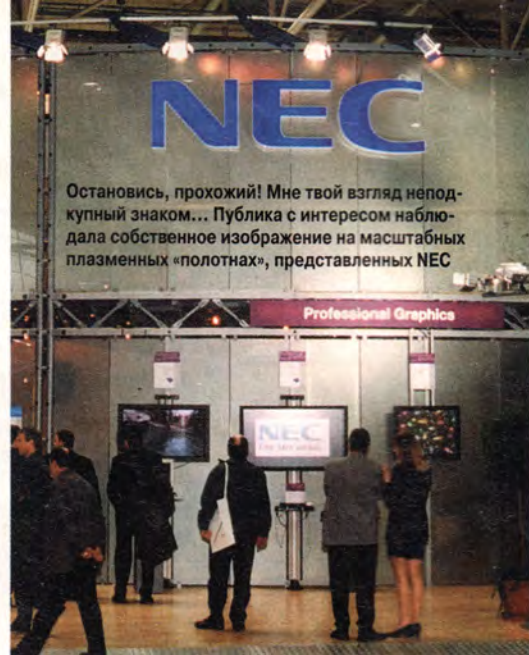 NEC
Остановись, прохожий! Мне твой взгляд непод-
купный знаком... Публика с интересом наблю-
дала собственное изображение на масштабных
плазменных «полотнах», представленных NEC
Professional Graphics
NEC